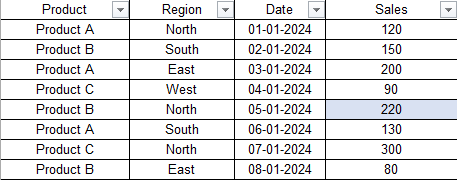 Product Region Date Sales
Product A North 01-01-2024 120
Product B South 02-01-2024 150
Product A East 03-01-2024 200
Product C West 04-01-2024 90
Product B North 05-01-2024 220
Product A South 06-01-2024 130
Product C North 07-01-2024 300
Product B East 08-01-2024 80